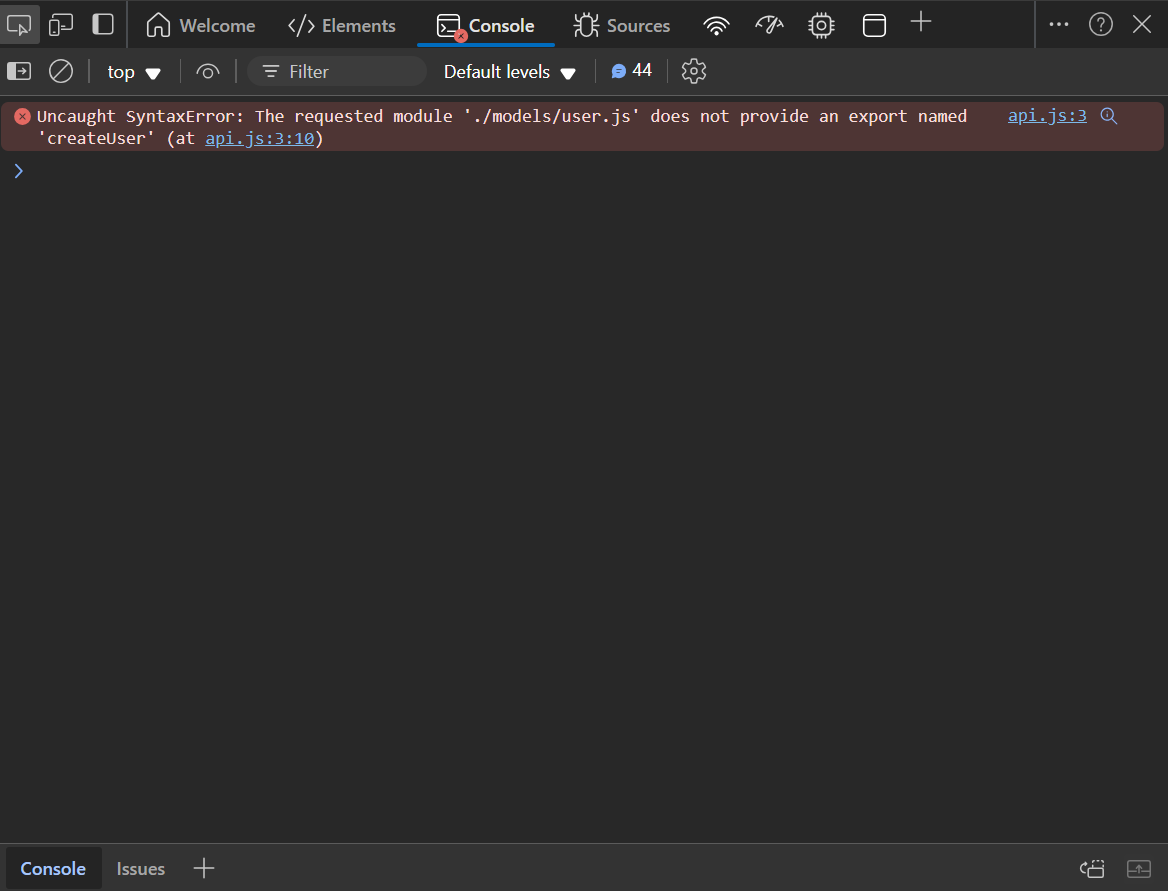 Welcome Elements Console Sources
top Filter Default levels 44
Uncaught SyntaxError: The requested module './models/user.js' does not provide an export named api.js:3
'createUser' (at api.js:3:10)
Console Issues